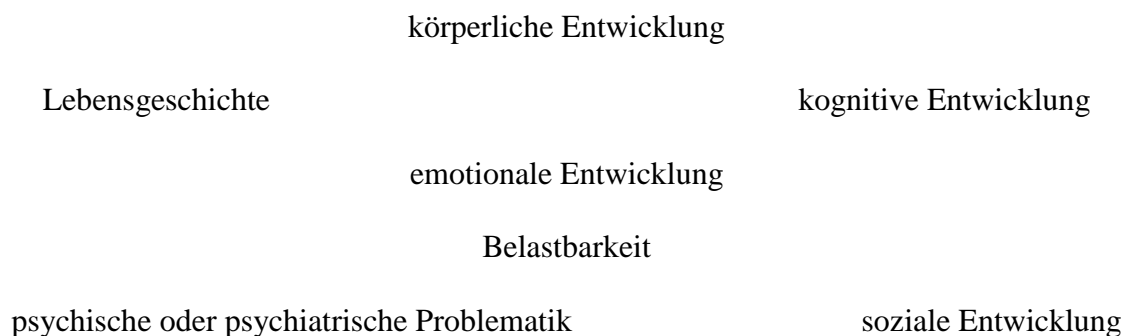 körperliche Entwicklung
Lebensgeschichte kognitive Entwicklung
emotionale Entwicklung
Belastbarkeit
psychische oder psychiatrische Problematik soziale Entwicklung